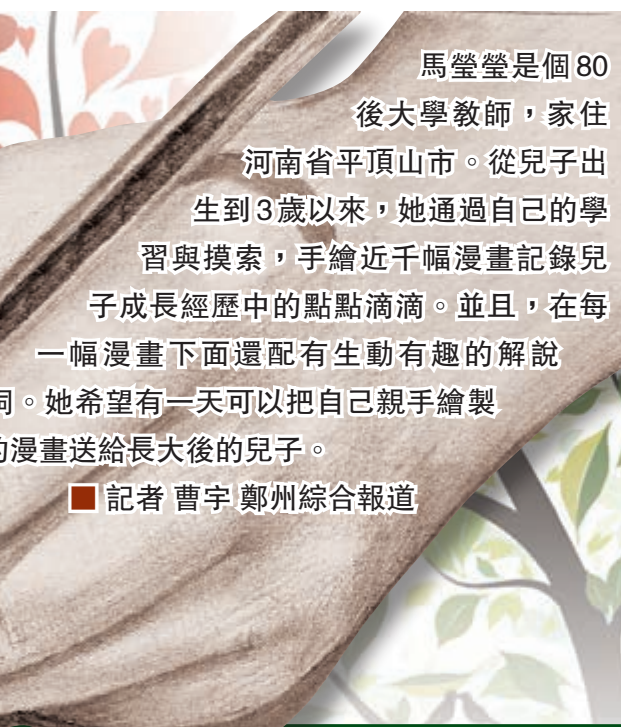 馬瑩瑩是個80
後大學教師，家住
河南省平頂山市。從兒子出
生到3歲以來，她通過自己的學
習與摸索，手繪近千幅漫畫記錄兒
子成長經歷中的點點滴滴。並且，在每
一幅漫畫下面還配有生動有趣的解說
詞。她希望有一天可以把自己親手繪製
的漫畫送給長大後的兒子。
■ 記者 曹宇 鄭州綜合報道